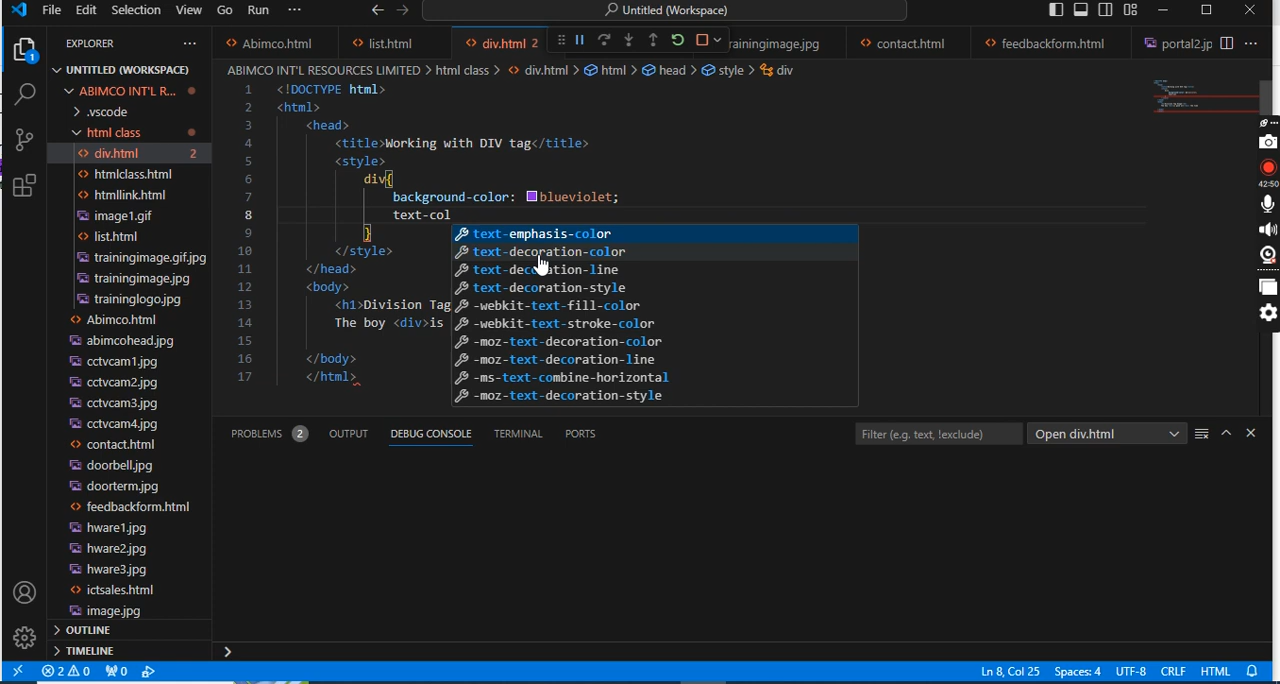 File Edit Selection View Go Run ··· Untitled (Workspace)
EXPLORER ···
UNTITLED (WORKSPACE)
ABIMCO INT'L R...
.vscode
html class
div.html 2
htmlclass.html
htmllink.html
image1.gif
list.html
trainingimage.gif.jpg
trainingimage.jpg
traininglogo.jpg
Abimco.html
abimcohead.jpg
cctvcam1.jpg
cctvcam2.jpg
cctvcam3.jpg
cctvcam4.jpg
contact.html
doorbell.jpg
doorterm.jpg
feedbackform.html
hware1.jpg
hware2.jpg
hware3.jpg
ictsales.html
image.jpg
OUTLINE
TIMELINE
Abimco.html list.html div.html 2 rainingimage.jpg contact.html feedbackform.html portal2.jp ···
ABIMCO INT'L RESOURCES LIMITED > html class > div.html > html > head > style > div
1 <!DOCTYPE html>
2 <html>
3 <head>
4 <title>Working with DIV tag</title>
5 <style>
6 div{
7 background-color: blueviolet;
8 text-col
9 }
10 </style>
11 </head>
12 <body>
13 <h1>Division Tag
14 The boy <div>is
15
16 </body>
17 </html>
text-emphasis-color
text-decoration-color
text-decoration-line
text-decoration-style
-webkit-text-fill-color
-webkit-text-stroke-color
-moz-text-decoration-color
-moz-text-decoration-line
-ms-text-combine-horizontal
-moz-text-decoration-style
PROBLEMS 2 OUTPUT DEBUG CONSOLE TERMINAL PORTS Filter (e.g. text, !exclude) Open div.html
>
42:50
1
2 0 0 Ln 8, Col 25 Spaces: 4 UTF-8 CRLF HTML